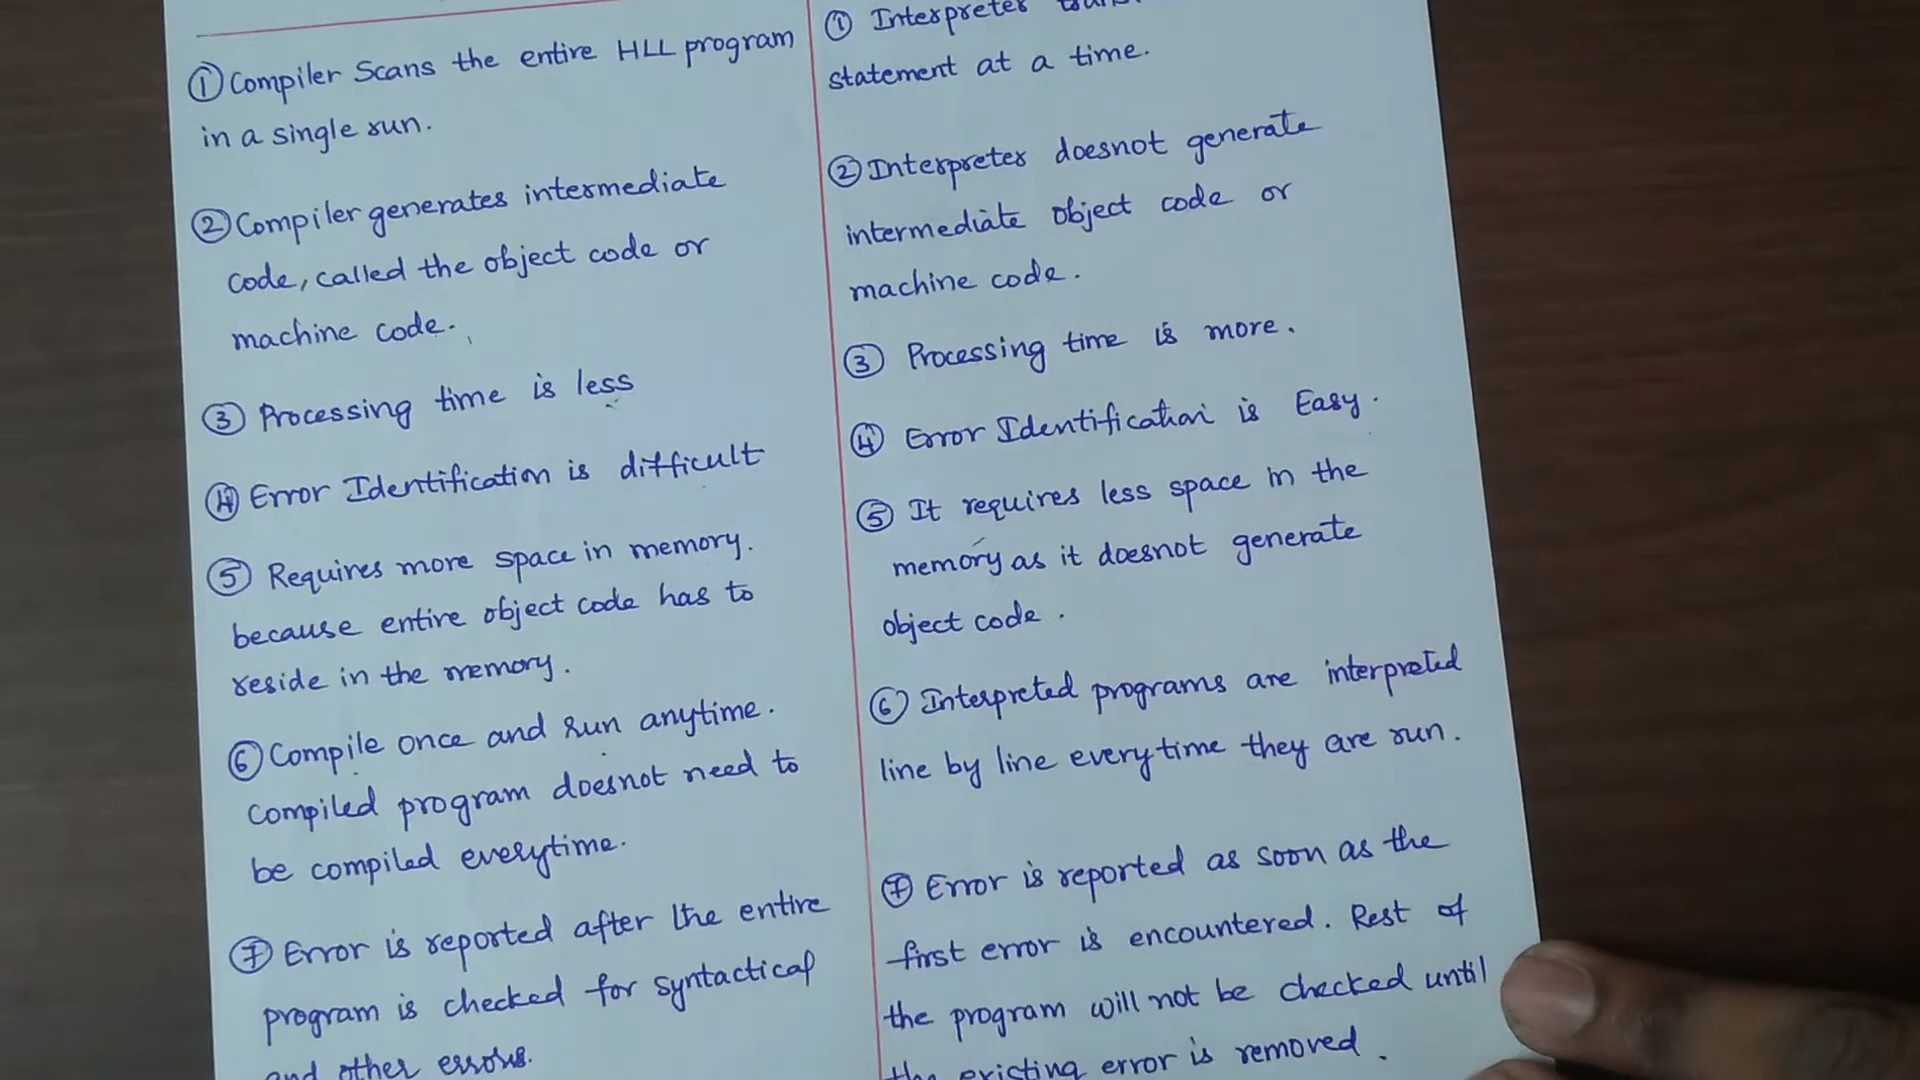 ① Compiler Scans the entire HLL program
in a single run.
② Compiler generates intermediate
code, called the object code or
machine code.
③ Processing time is less
④ Error Identification is difficult
⑤ Requires more space in memory.
because entire object code has to
reside in the memory.
⑥ Compile once and run anytime.
Compiled program doesnot need to
be compiled everytime.
⑦ Error is reported after the entire
program is checked for syntactical
and other errors.
① Interpreter
statement at a time.
② Interpreter doesnot generate
intermediate object code or
machine code.
③ Processing time is more.
④ Error Identification is Easy.
⑤ It requires less space in the
memory as it doesnot generate
object code.
⑥ Interpreted programs are interpreted
line by line everytime they are run.
⑦ Error is reported as soon as the
first error is encountered. Rest of
the program will not be checked until
the existing error is removed.